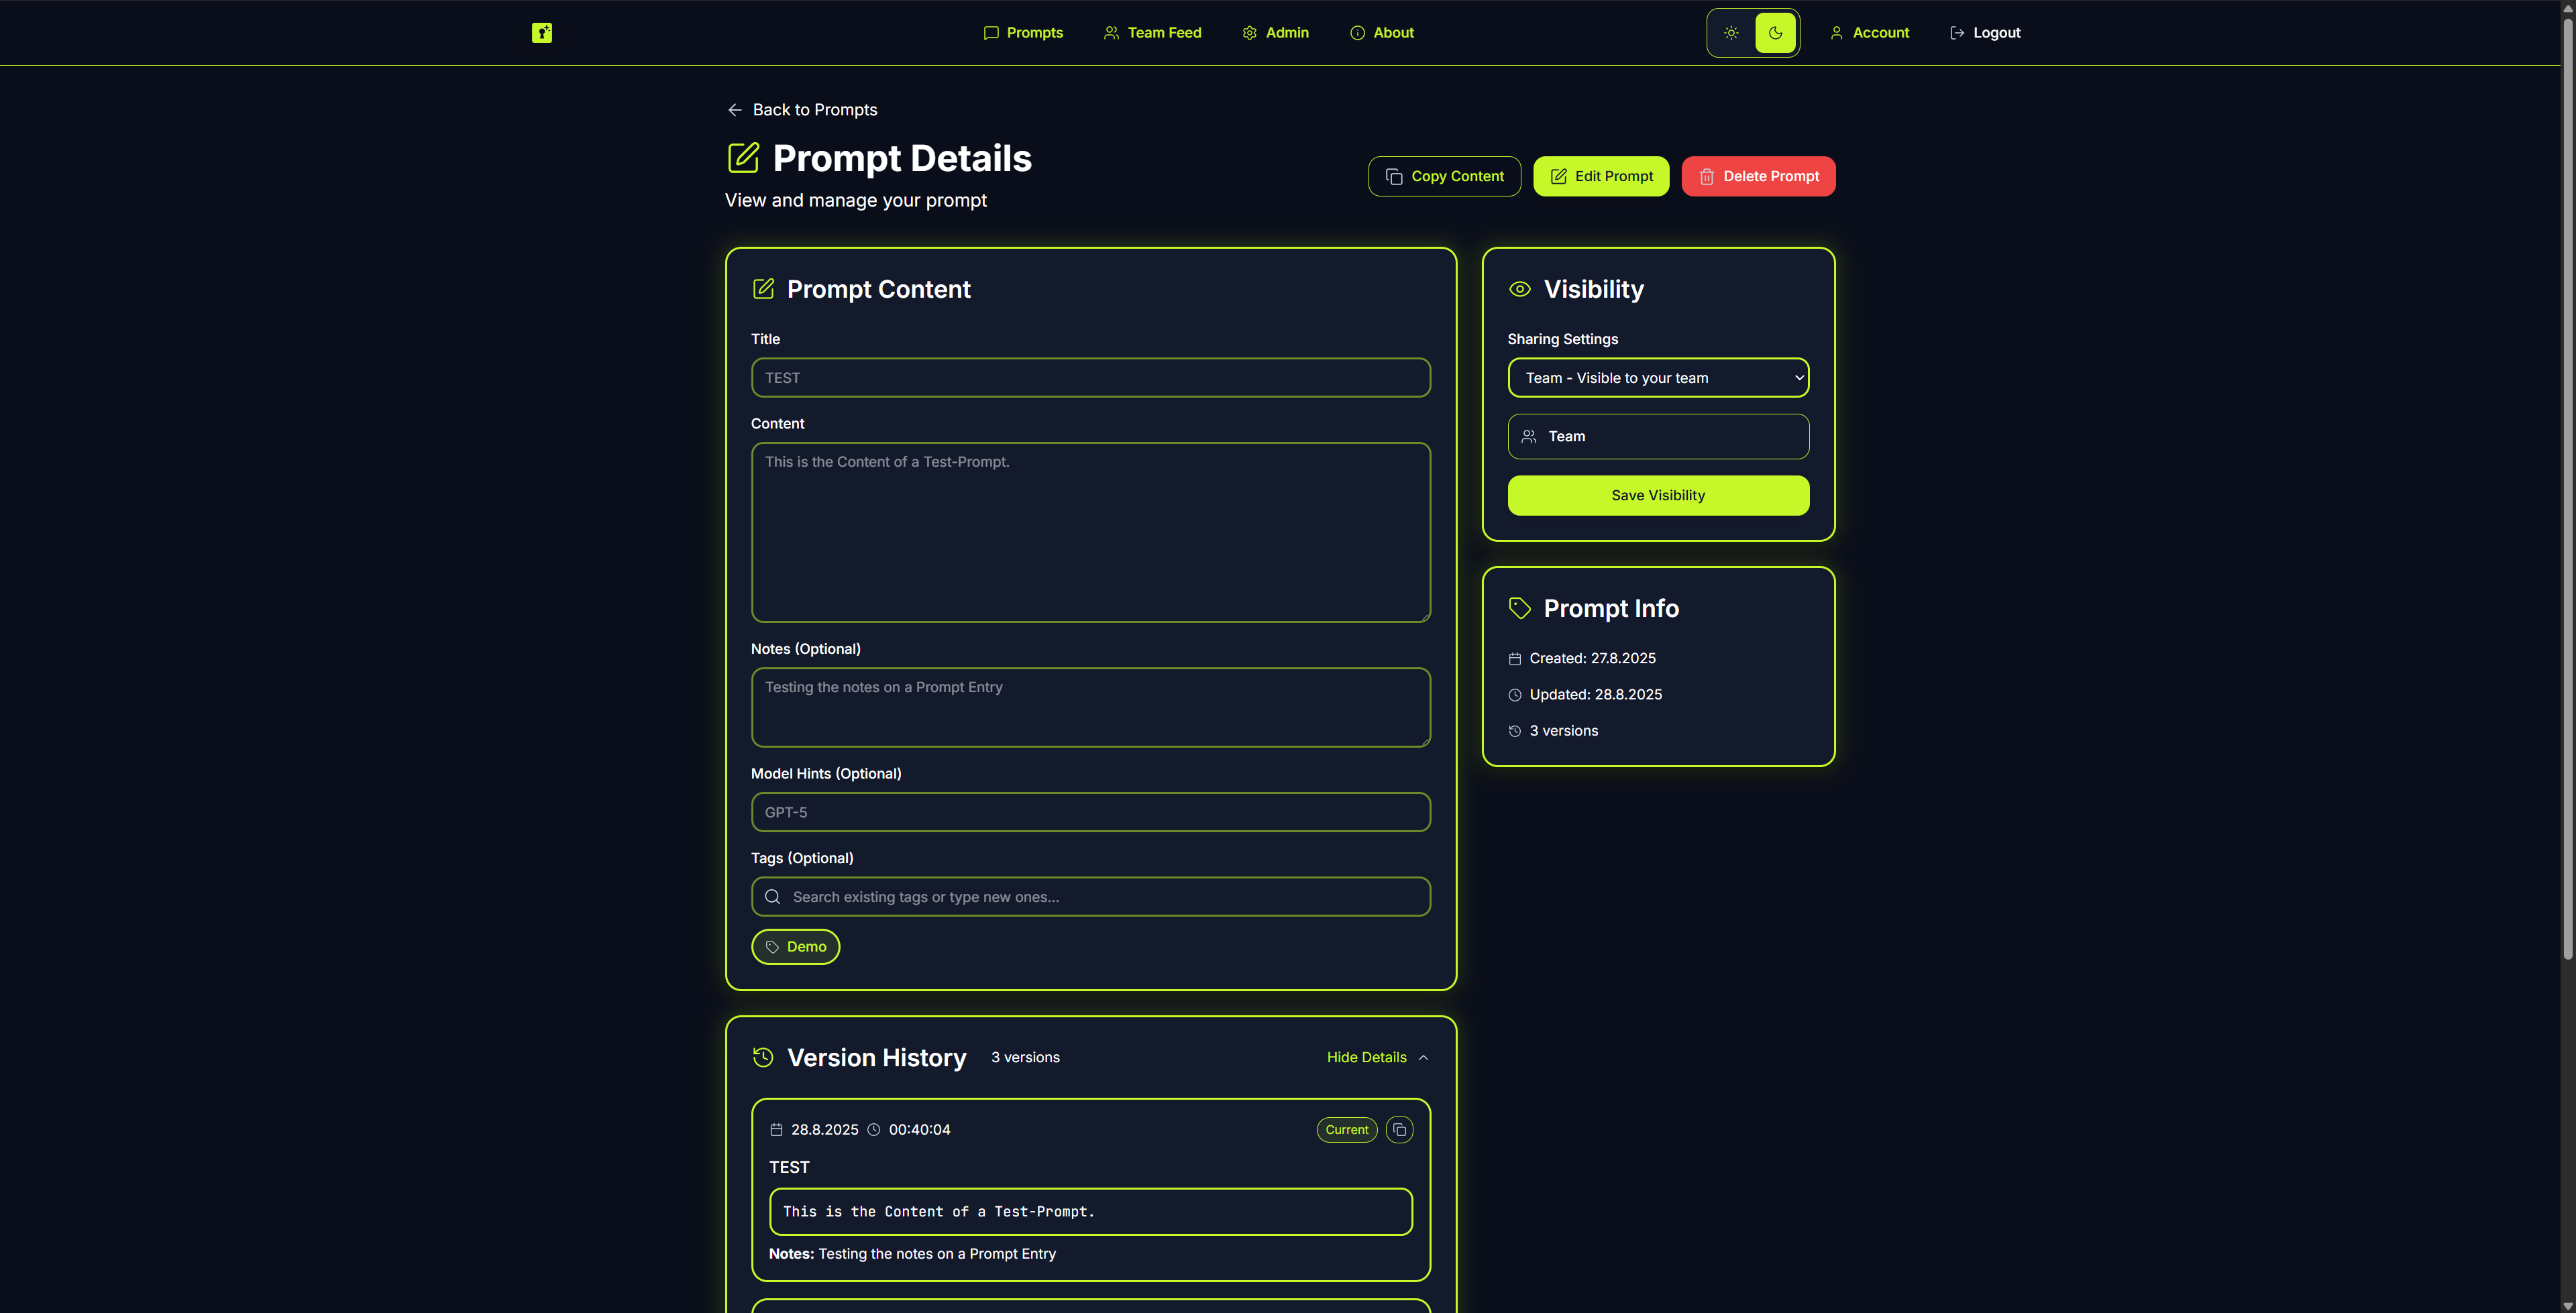 Prompts
Team Feed
Admin
About
Account
Logout
Back to Prompts
Prompt Details
View and manage your prompt
Copy Content
Edit Prompt
Delete Prompt
Prompt Content
Title
TEST
Content
This is the Content of a Test-Prompt.
Notes (Optional)
Testing the notes on a Prompt Entry
Model Hints (Optional)
GPT-5
Tags (Optional)
Search existing tags or type new ones...
Demo
Visibility
Sharing Settings
Team - Visible to your team
Team
Save Visibility
Prompt Info
Created: 27.8.2025
Updated: 28.8.2025
3 versions
Version History
3 versions
Hide Details
28.8.2025
00:40:04
Current
TEST
This is the Content of a Test-Prompt.
Notes: Testing the notes on a Prompt Entry